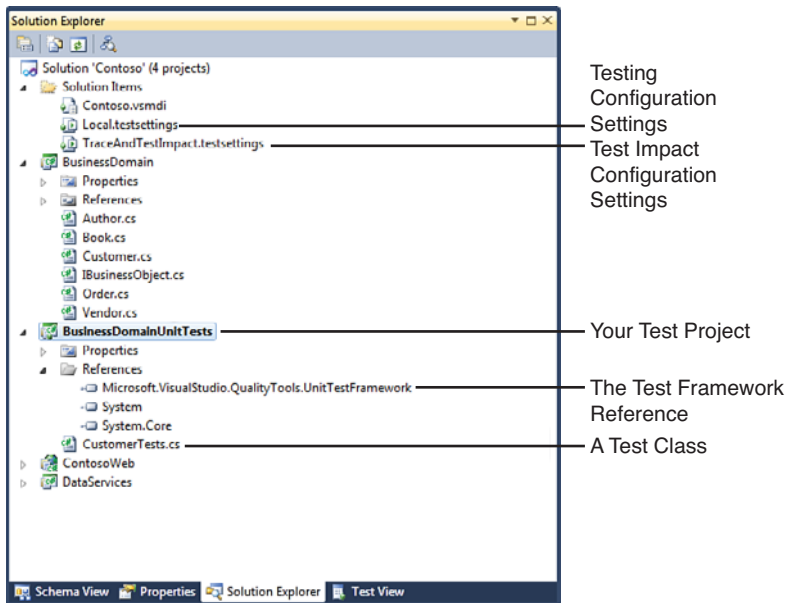 Solution Explorer
Solution 'Contoso' (4 projects)
Solution Items
Contoso.vsmdi
Local.testsettings
TraceAndTestImpact.testsettings
BusinessDomain
Properties
References
Author.cs
Book.cs
Customer.cs
IBusinessObject.cs
Order.cs
Vendor.cs
BusinessDomainUnitTests
Properties
References
Microsoft.VisualStudio.QualityTools.UnitTestFramework
System
System.Core
CustomerTests.cs
ContosoWeb
DataServices
Schema View Properties Solution Explorer Test View
Testing
Configuration
Settings
Test Impact
Configuration
Settings
Your Test Project
The Test Framework
Reference
A Test Class